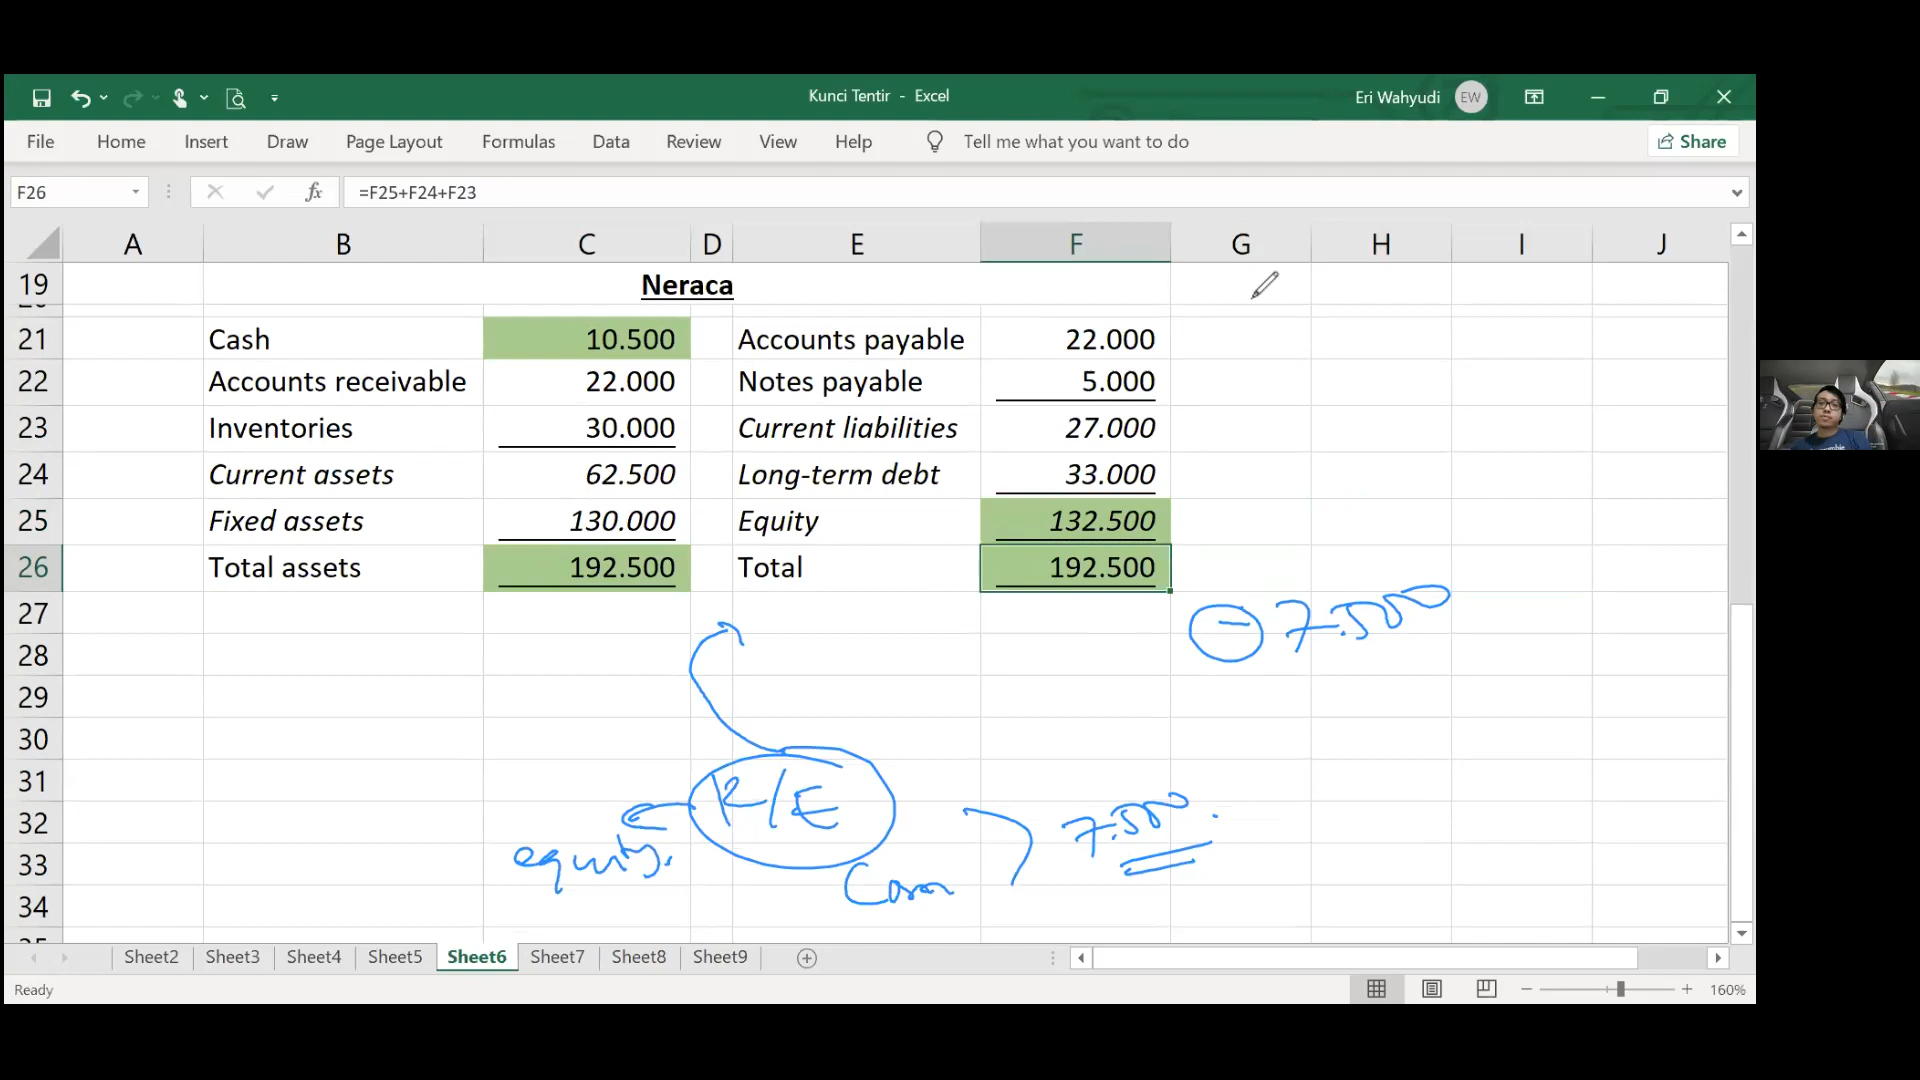 Kunci Tentir - Excel
Eri Wahyudi EW
File Home Insert Draw Page Layout Formulas Data Review View Help Tell me what you want to do Share
F26 fx =F25+F24+F23
A B C D E F G H I J
19 Neraca
21 Cash 10.500 Accounts payable 22.000
22 Accounts receivable 22.000 Notes payable 5.000
23 Inventories 30.000 Current liabilities 27.000
24 Current assets 62.500 Long-term debt 33.000
25 Fixed assets 130.000 Equity 132.500
26 Total assets 192.500 Total 192.500
27 - 7.500
28
29
30
31
32 R/E 7.500
33 equity.
34
Sheet2 Sheet3 Sheet4 Sheet5 Sheet6 Sheet7 Sheet8 Sheet9
Ready 160%